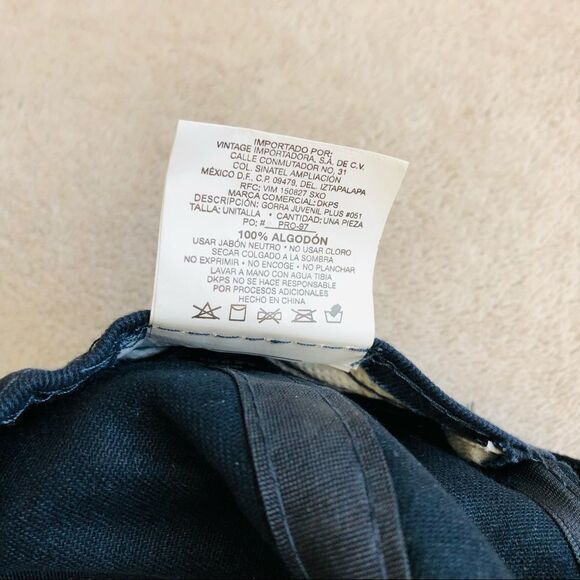 IMPORTADO POR:
VINTAGE IMPORTADORA, S.A. DE C.V.
CALLE CONMUTADOR NO. 31
COL. SINATEL AMPLIACIÓN
MÉXICO D.F. C.P. 09479, DEL. IZTAPALAPA
RFC: VIM 150827 SXO
MARCA COMERCIAL: DKPS
DESCRIPCIÓN: GORRA JUVENIL PLUS #051
TALLA: UNITALLA • CANTIDAD: UNA PIEZA
PO: # PRO-97
100% ALGODÓN
USAR JABÓN NEUTRO • NO USAR CLORO
SEÇAR COLGADO A LA SOMBRA
NO EXPRIMIR • NO ENCOGE • NO PLANCHAR
LAVAR A MANO CON AGUA TIBIA
DKPS NO SE HACE RESPONSABLE
POR PROCESOS ADICIONALES
HECHO EN CHINA